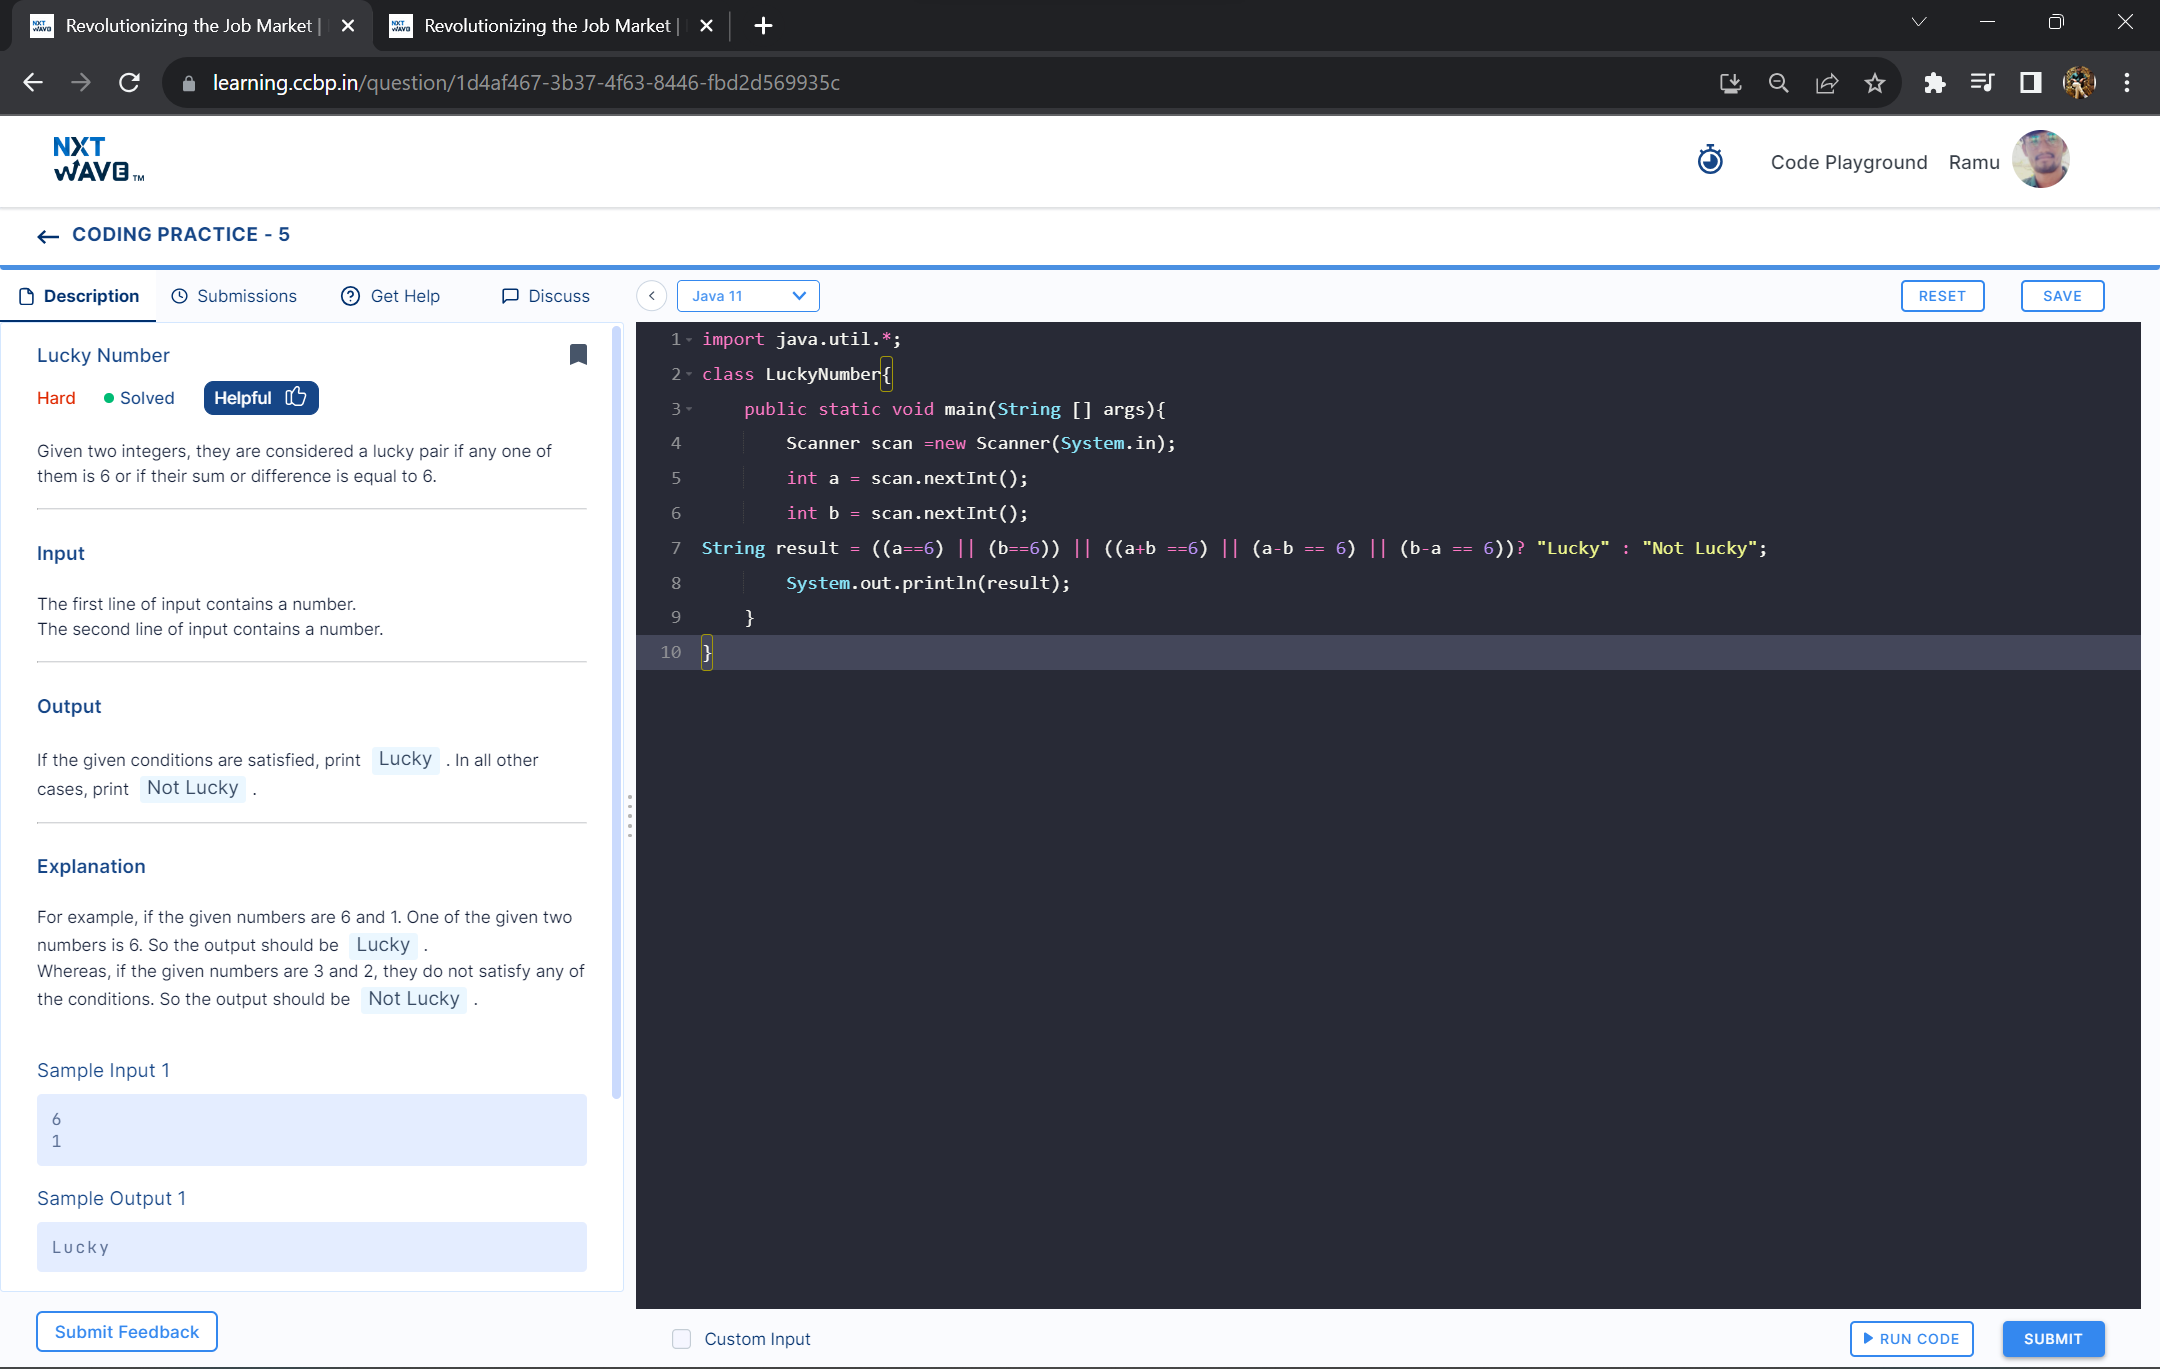 Revolutionizing the Job Market |
Revolutionizing the Job Market |
learning.ccbp.in/question/1d4af467-3b37-4f63-8446-fbd2d569935c
NXT
WAVE TM
Code Playground
Ramu
CODING PRACTICE - 5
Description
Submissions
Get Help
Discuss
Java 11
RESET
SAVE
Lucky Number
Hard
Solved
Helpful
Given two integers, they are considered a lucky pair if any one of
them is 6 or if their sum or difference is equal to 6.
Input
The first line of input contains a number.
The second line of input contains a number.
Output
If the given conditions are satisfied, print Lucky . In all other
cases, print Not Lucky .
Explanation
For example, if the given numbers are 6 and 1. One of the given two
numbers is 6. So the output should be Lucky .
Whereas, if the given numbers are 3 and 2, they do not satisfy any of
the conditions. So the output should be Not Lucky .
Sample Input 1
6
1
Sample Output 1
Lucky
Submit Feedback
1 import java.util.*;
2 class LuckyNumber{
3 public static void main(String [] args){
4 Scanner scan =new Scanner(System.in);
5 int a = scan.nextInt();
6 int b = scan.nextInt();
7 String result = ((a==6) || (b==6)) || ((a+b ==6) || (a-b == 6) || (b-a == 6))? "Lucky" : "Not Lucky";
8 System.out.println(result);
9 }
10 }
Custom Input
RUN CODE
SUBMIT